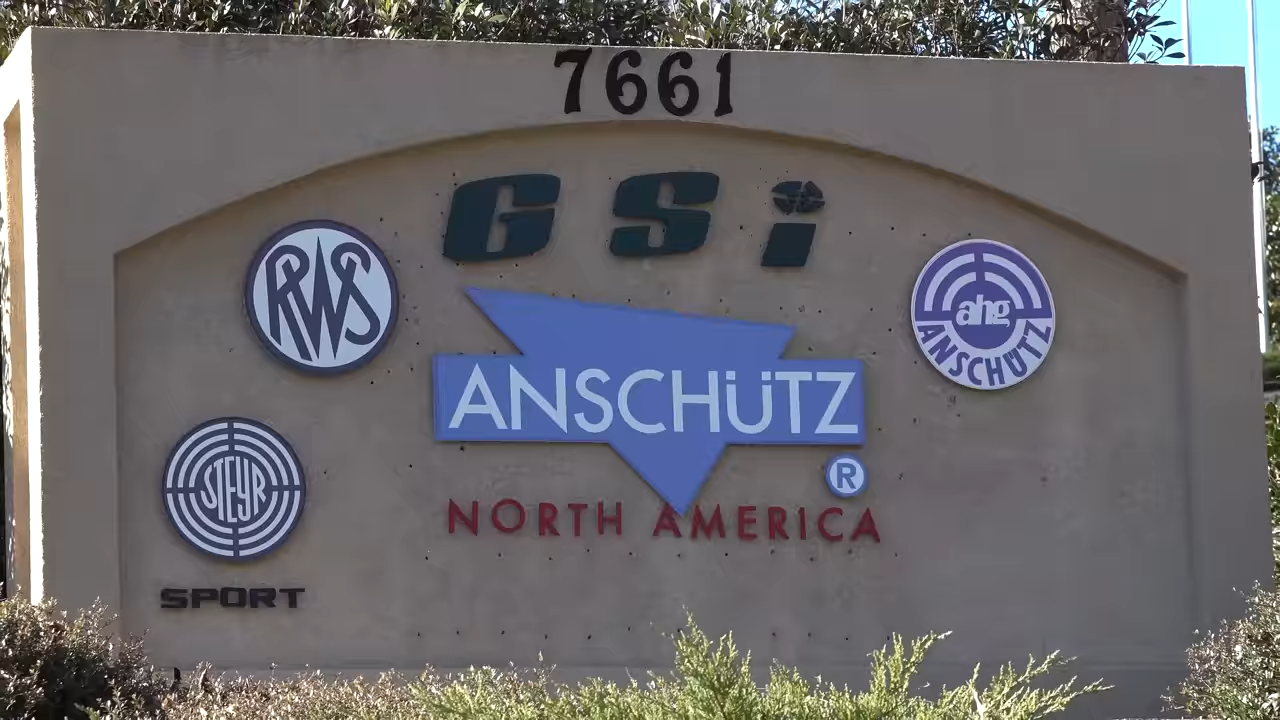 7661
GSi
RWS
ahg
ANSCHÜTZ
ANSCHÜTZ
®
STEYR
SPORT
NORTH AMERICA